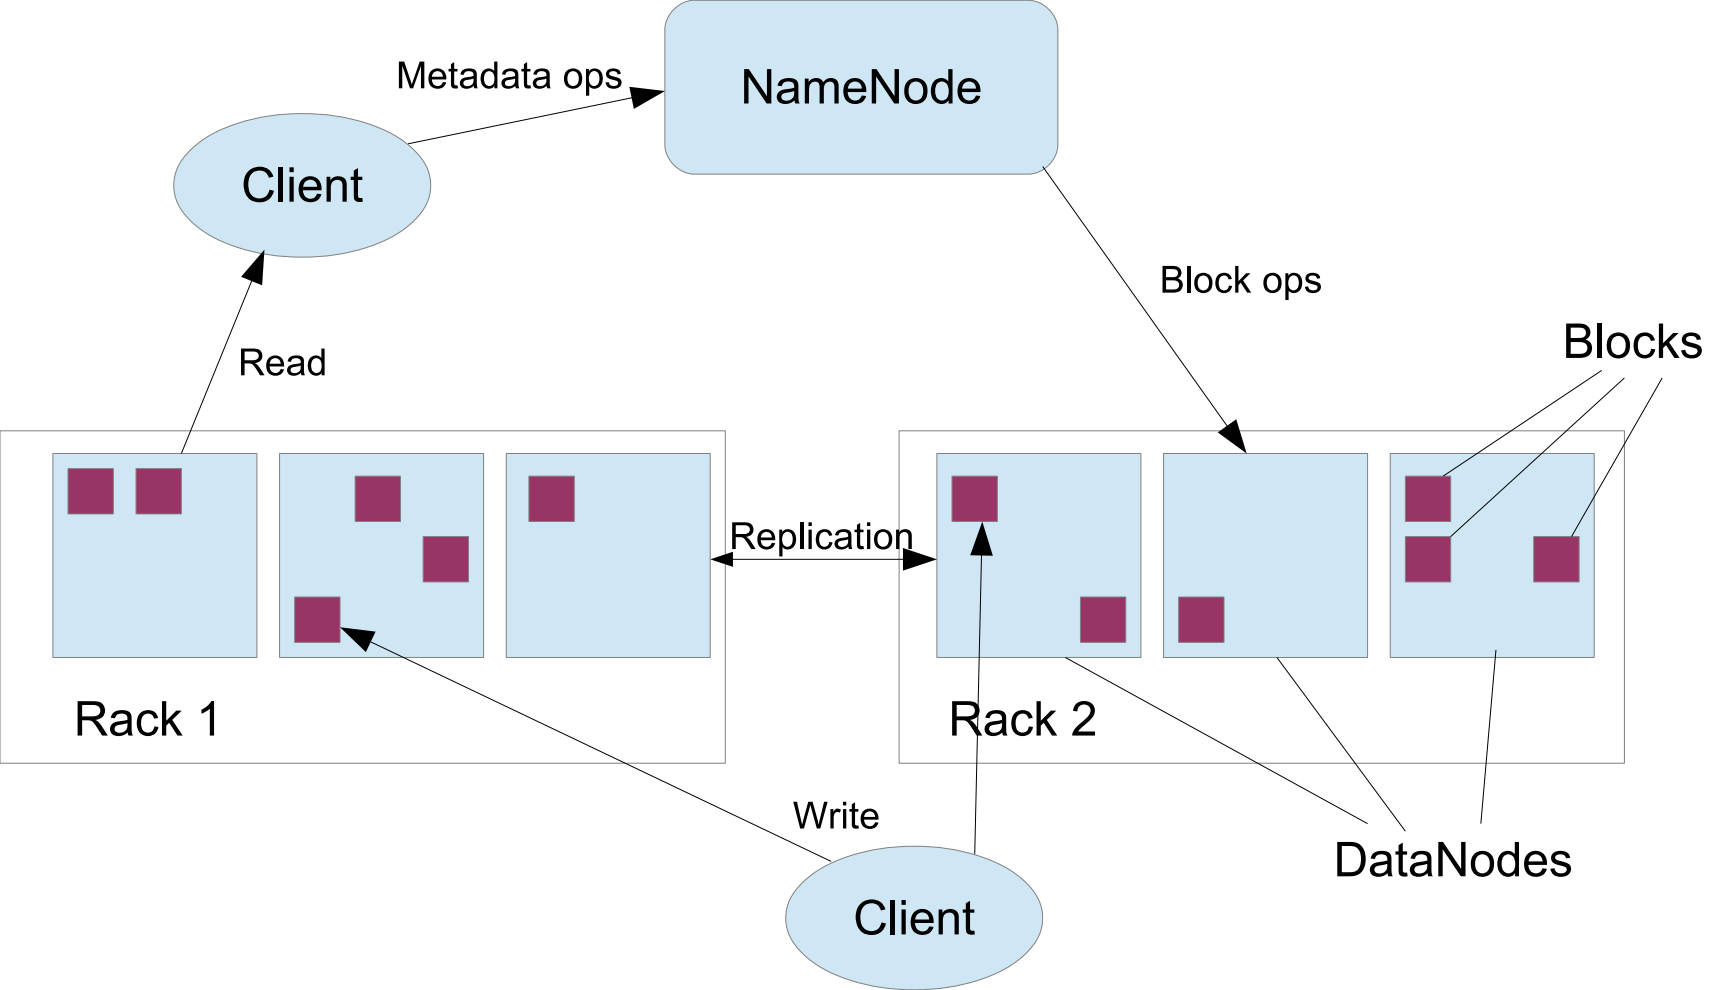 Metadata ops
NameNode
Client
Block ops
Blocks
Read
Replication
Rack 1
Rack 2
Write
DataNodes
Client